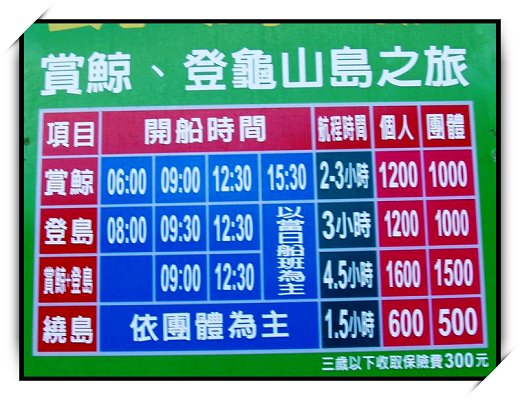 賞鯨、登龜山島之旅
項目 開船時間 航程時間 個人 團體
賞鯨 06:00 09:00 12:30 15:30 2-3小時 1200 1000
登島 08:00 09:30 12:30 以當日船班為主 3小時 1200 1000
賞鯨+登島 09:00 12:30 4.5小時 1600 1500
繞島 依團體為主 1.5小時 600 500
三歲以下收取保險費300元